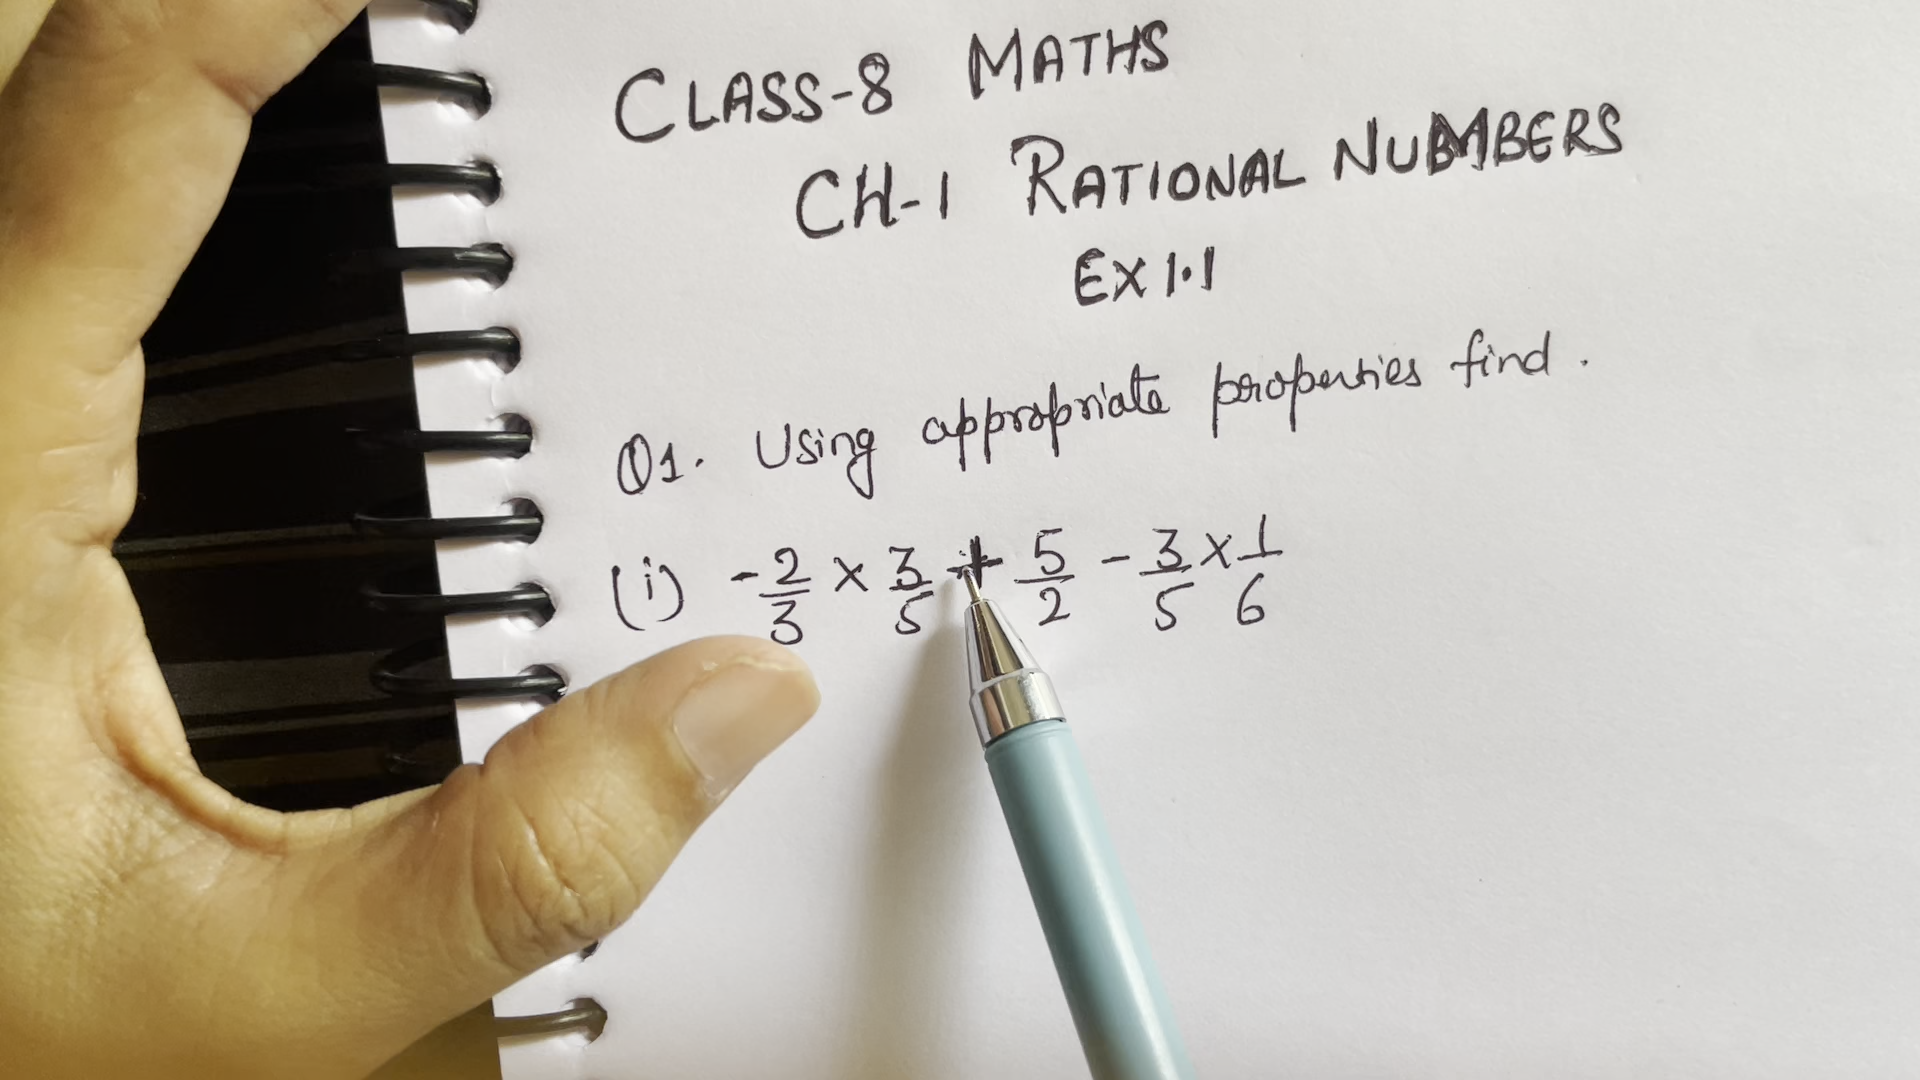 CLASS-8 MATHS
CH-1 RATIONAL NUMBERS
EX 1.1
Q1. Using appropriate properties find.
(i) -2/3 × 3/5 + 5/2 - 3/5 × 1/6